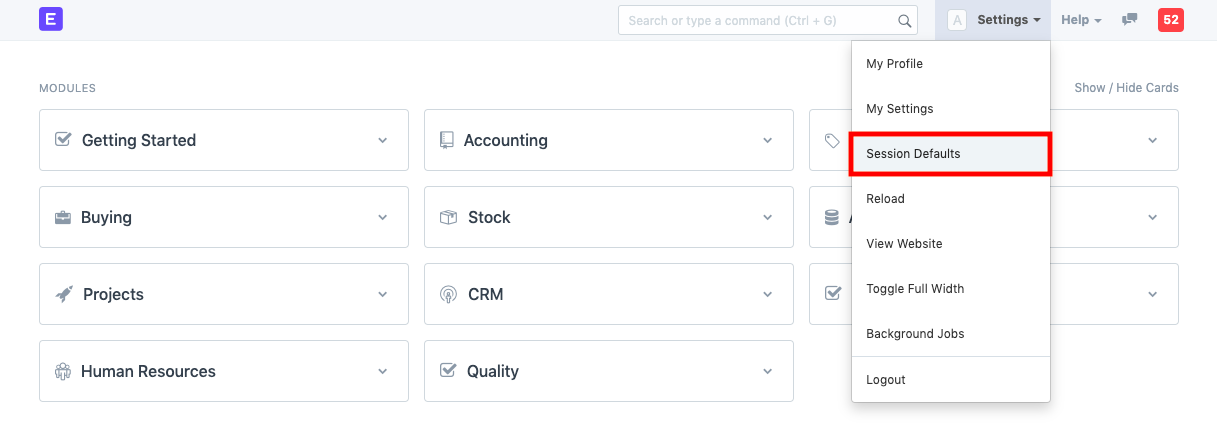 E
Search or type a command (Ctrl + G)
A Settings
Help
52
My Profile
My Settings
Session Defaults
Reload
View Website
Toggle Full Width
Background Jobs
Logout
MODULES
Show / Hide Cards
Getting Started
Accounting
Buying
Stock
Projects
CRM
Human Resources
Quality